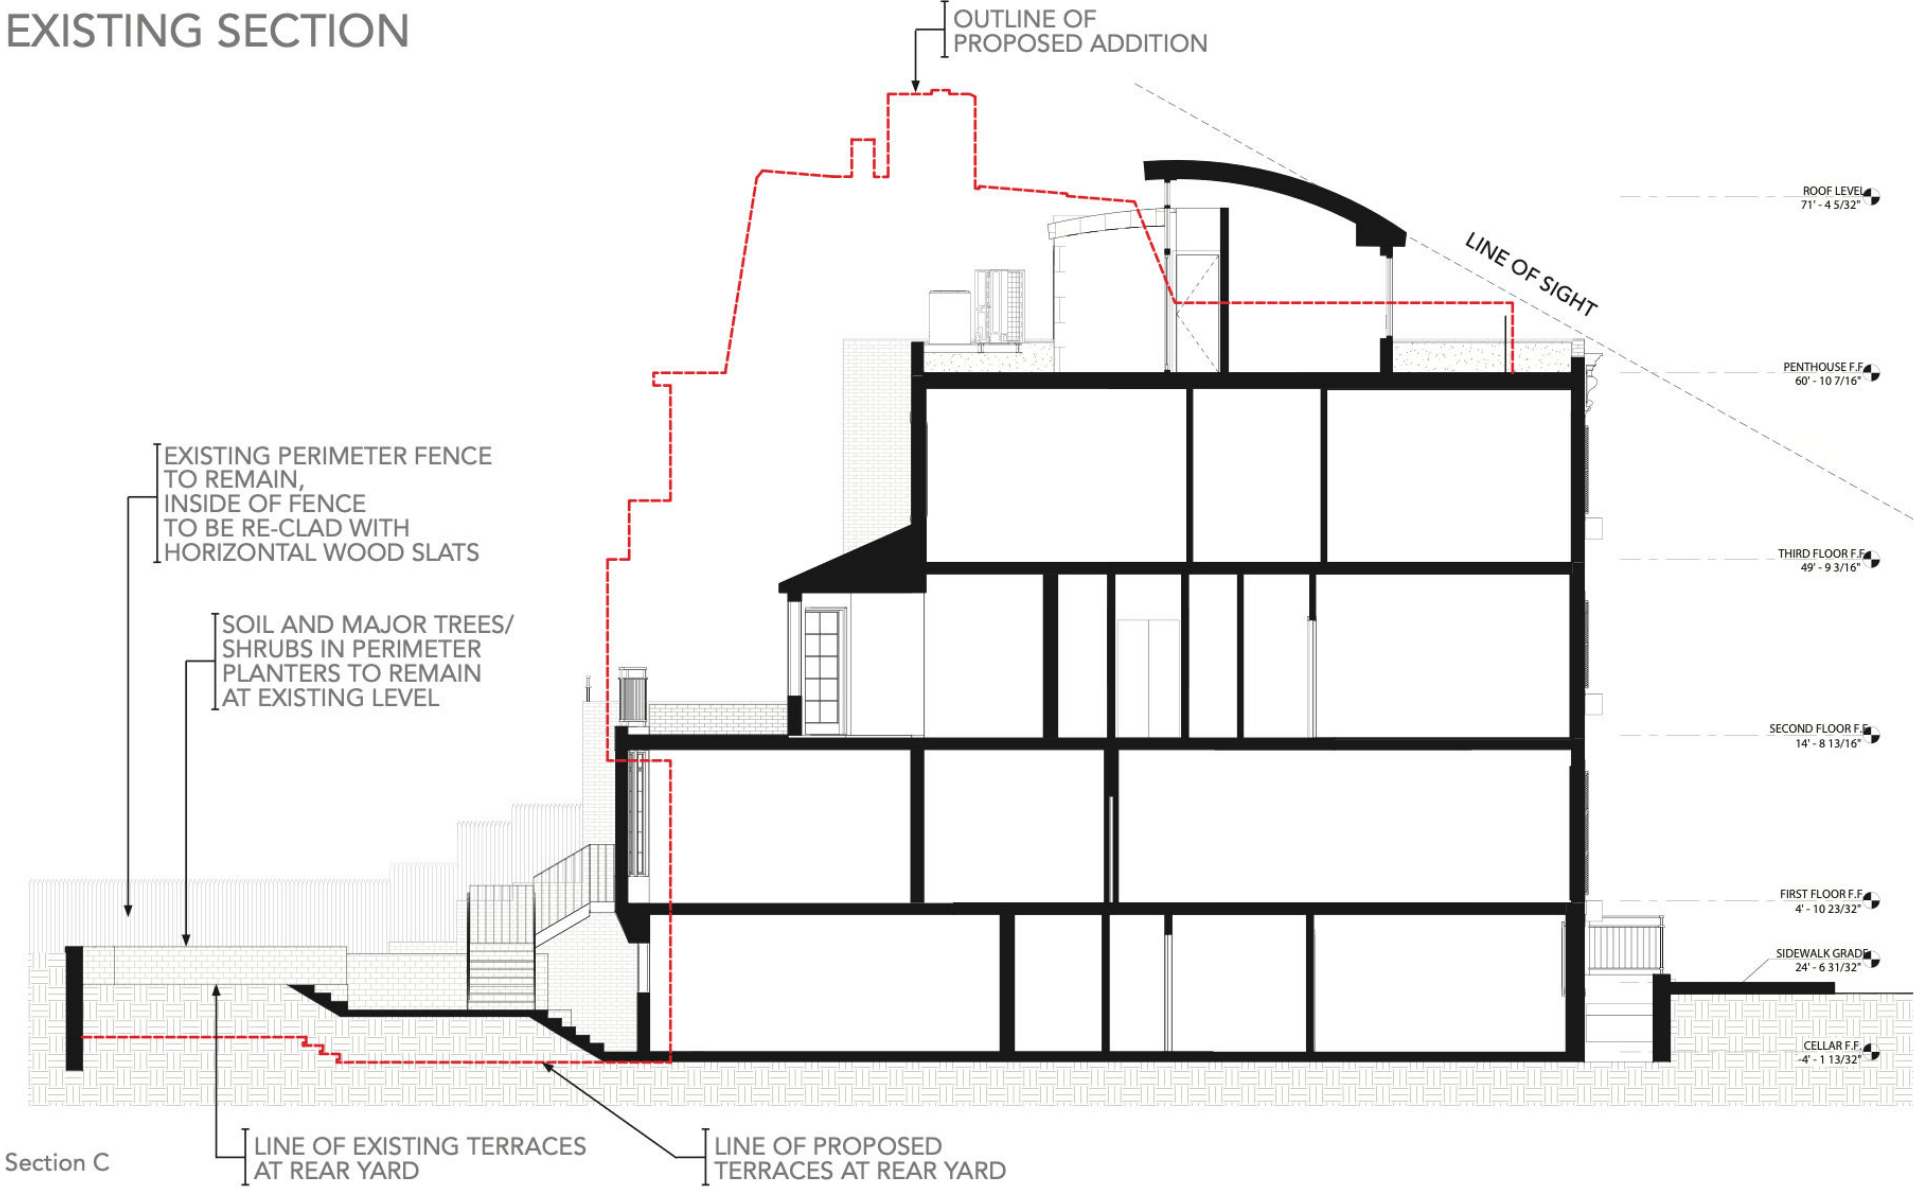 EXISTING SECTION
OUTLINE OF
PROPOSED ADDITION
LINE OF SIGHT
ROOF LEVEL
71' - 4 5/32"
PENTHOUSE F.F
60' - 10 7/16"
EXISTING PERIMETER FENCE
TO REMAIN,
INSIDE OF FENCE
TO BE RE-CLAD WITH
HORIZONTAL WOOD SLATS
THIRD FLOOR F.F
49' - 9 3/16"
SOIL AND MAJOR TREES/
SHRUBS IN PERIMETER
PLANTERS TO REMAIN
AT EXISTING LEVEL
SECOND FLOOR F.F
14' - 8 13/16"
FIRST FLOOR F.F
4' - 10 23/32"
SIDEWALK GRADE
24' - 6 31/32"
CELLAR F.F.
-4' - 1 13/32"
LINE OF EXISTING TERRACES
AT REAR YARD
LINE OF PROPOSED
TERRACES AT REAR YARD
Section C